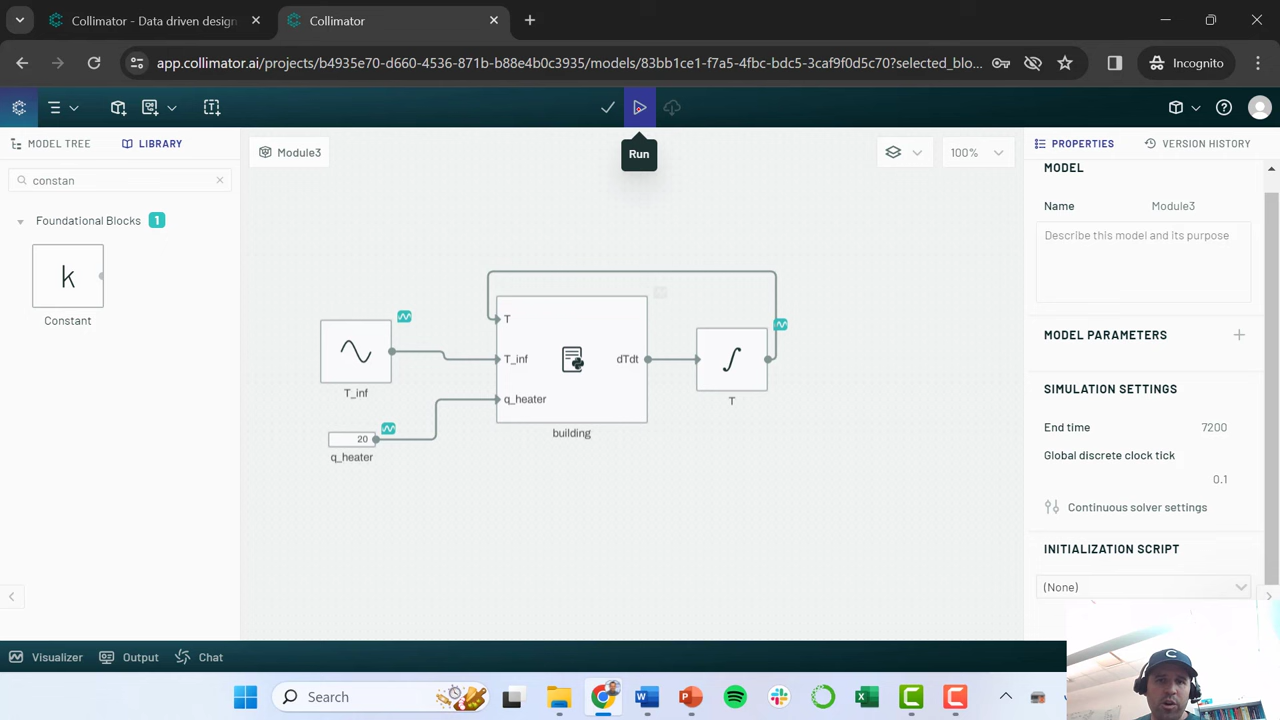 Collimator - Data driven design
Collimator
app.collimator.ai/projects/b4935e70-d660-4536-871b-b88e4b0c3935/models/83bb1ce1-f7a5-4fbc-bdc5-3caf9f0d5c70?selected_blo...
Incognito
MODEL TREE
LIBRARY
Module3
Run
100%
PROPERTIES
VERSION HISTORY
constan
Foundational Blocks 1
k
Constant
MODEL
Name Module3
Describe this model and its purpose
T
T_inf
dTdt
T_inf
q_heater
T
20
building
q_heater
MODEL PARAMETERS
SIMULATION SETTINGS
End time 7200
Global discrete clock tick
0.1
Continuous solver settings
INITIALIZATION SCRIPT
(None)
Visualizer
Output
Chat
Search